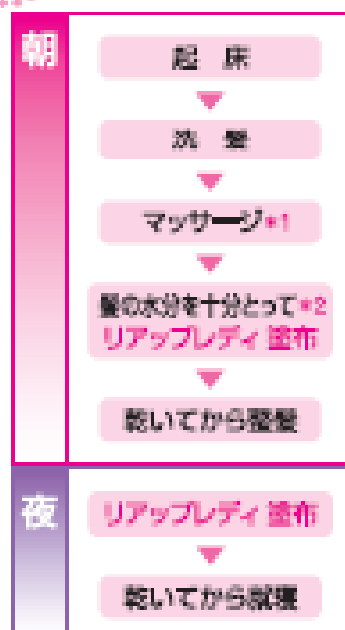 朝
起床
洗髪
マッサージ*1
髪の水分を十分とって*2
リアップレディ塗布
乾いてから整髪
夜
リアップレディ塗布
乾いてから就寝